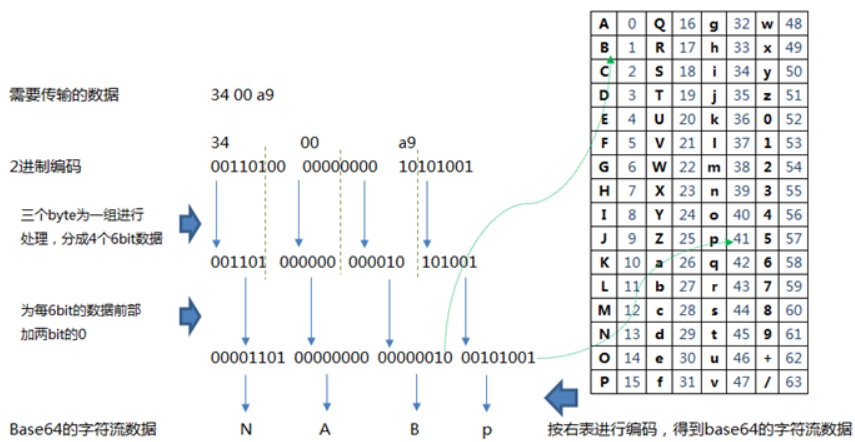 需要传输的数据 34 00 a9
34 00 a9
2进制编码 00110100 00000000 10101001
三个byte为一组进行
处理，分成4个6bit数据
001101 000000 000010 101001
为每6bit的数据前部
加两bit的0
00001101 00000000 00000010 00101001
Base64的字符流数据 N A B p
按右表进行编码，得到base64的字符流数据
A 0 Q 16 g 32 w 48
B 1 R 17 h 33 x 49
C 2 S 18 i 34 y 50
D 3 T 19 j 35 z 51
E 4 U 20 k 36 0 52
F 5 V 21 l 37 1 53
G 6 W 22 m 38 2 54
H 7 X 23 n 39 3 55
I 8 Y 24 o 40 4 56
J 9 Z 25 p 41 5 57
K 10 a 26 q 42 6 58
L 11 b 27 r 43 7 59
M 12 c 28 s 44 8 60
N 13 d 29 t 45 9 61
O 14 e 30 u 46 + 62
P 15 f 31 v 47 / 63